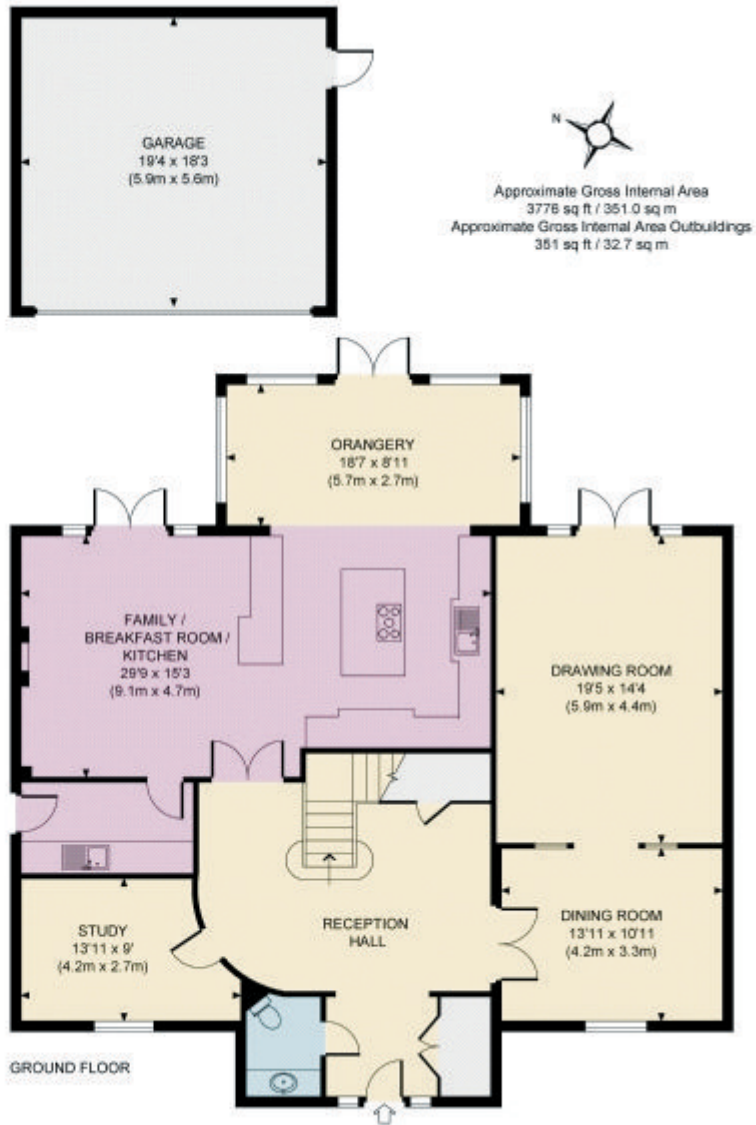 GARAGE
19'4 x 18'3
(5.9m x 5.6m)
N
Approximate Gross Internal Area
3776 sq ft / 351.0 sq m
Approximate Gross Internal Area Outbuildings
351 sq ft / 32.7 sq m
ORANGERY
18'7 x 8'11
(5.7m x 2.7m)
FAMILY /
BREAKFAST ROOM /
KITCHEN
29'9 x 15'3
(9.1m x 4.7m)
DRAWING ROOM
19'5 x 14'4
(5.9m x 4.4m)
STUDY
13'11 x 9'
(4.2m x 2.7m)
RECEPTION
HALL
DINING ROOM
13'11 x 10'11
(4.2m x 3.3m)
GROUND FLOOR